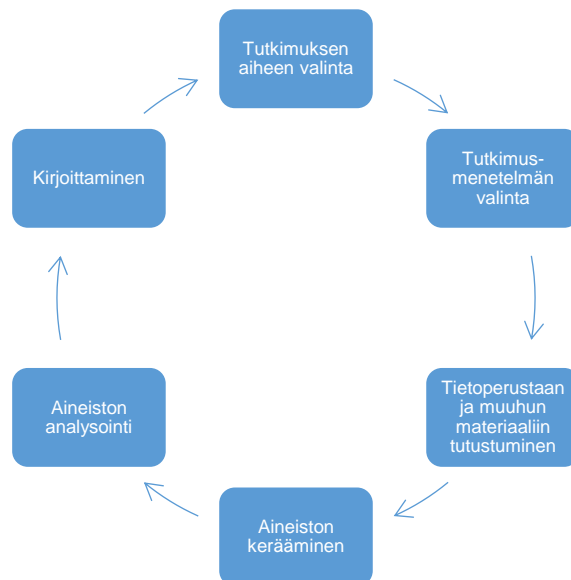 Tutkimuksen
aiheen valinta
Tutkimus-
menetelmän
valinta
Tietoperustaan
ja muuhun
materiaaliin
tutustuminen
Aineiston
kerääminen
Aineiston
analysointi
Kirjoittaminen